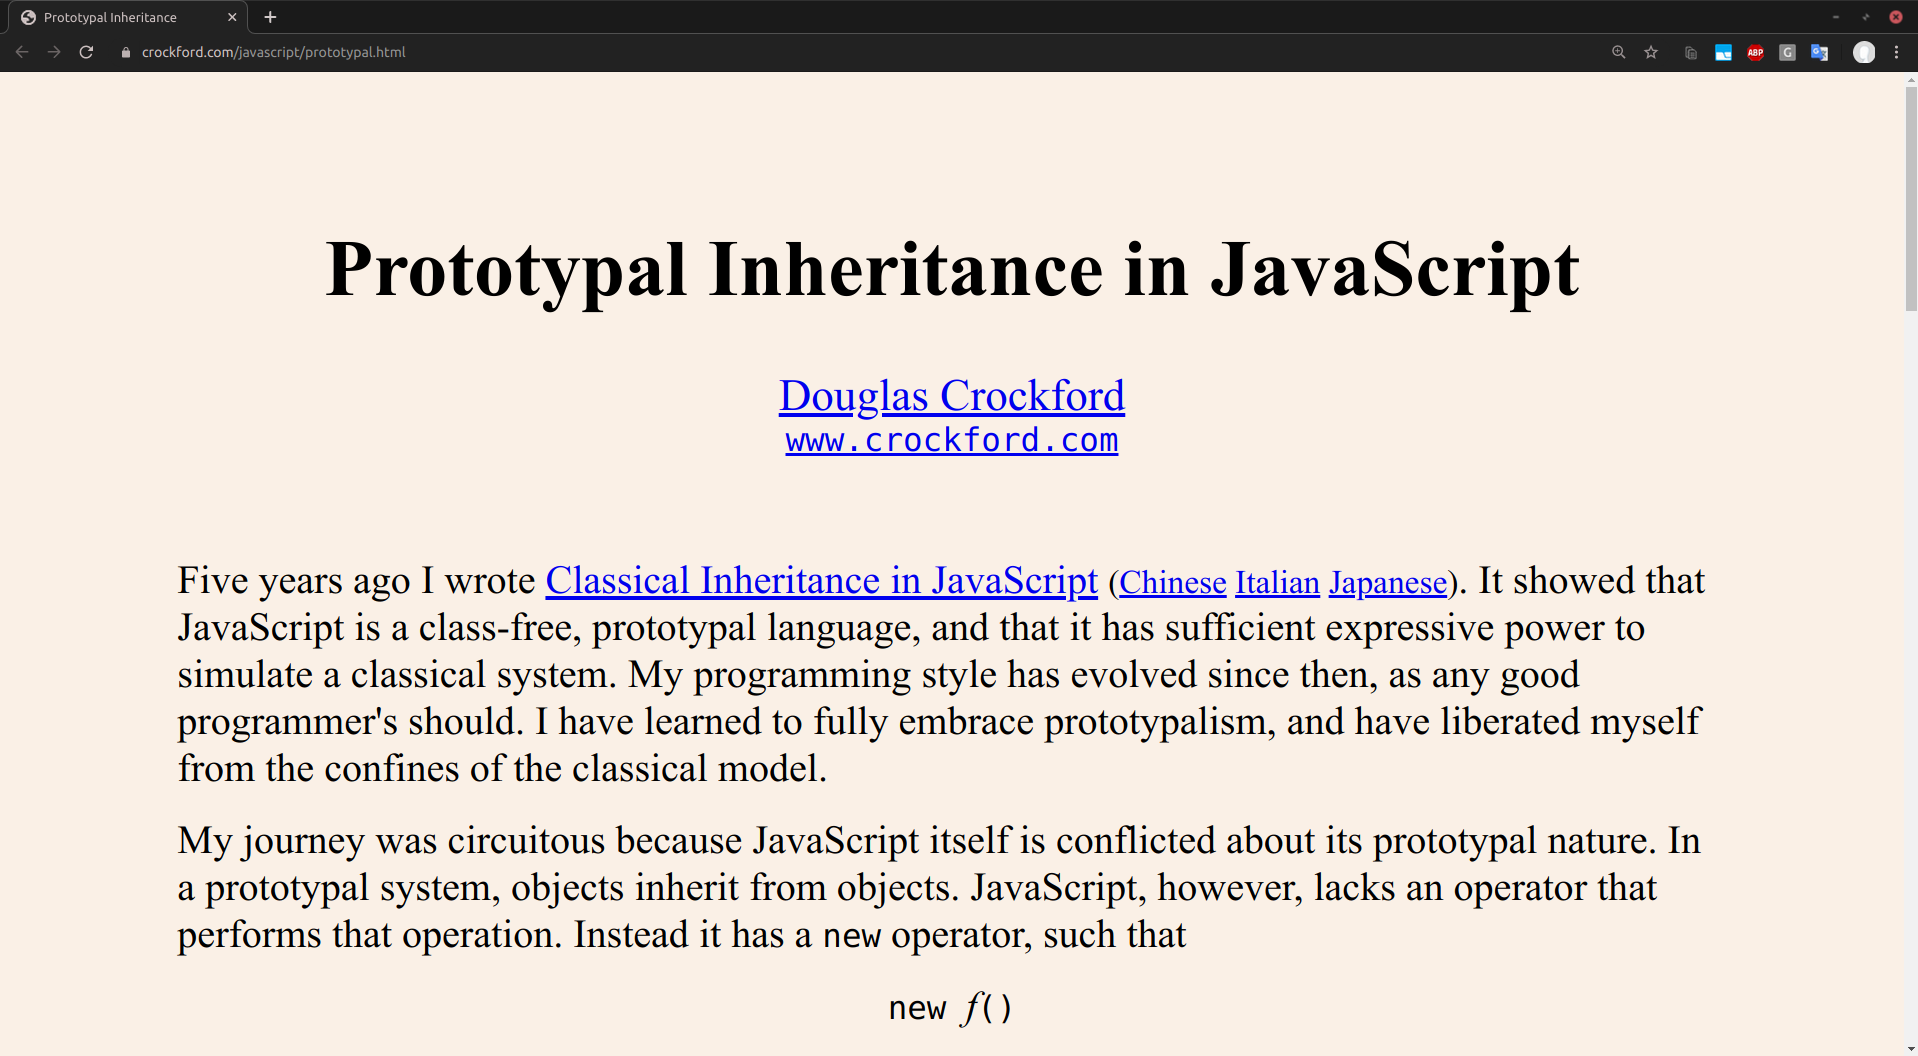 Prototypal Inheritance
crockford.com/javascript/prototypal.html
ABP
G
G
Prototypal Inheritance in JavaScript
Douglas Crockford
www.crockford.com
Five years ago I wrote Classical Inheritance in JavaScript (Chinese Italian Japanese). It showed that
JavaScript is a class-free, prototypal language, and that it has sufficient expressive power to
simulate a classical system. My programming style has evolved since then, as any good
programmer's should. I have learned to fully embrace prototypalism, and have liberated myself
from the confines of the classical model.
My journey was circuitous because JavaScript itself is conflicted about its prototypal nature. In
a prototypal system, objects inherit from objects. JavaScript, however, lacks an operator that
performs that operation. Instead it has a new operator, such that
new f()